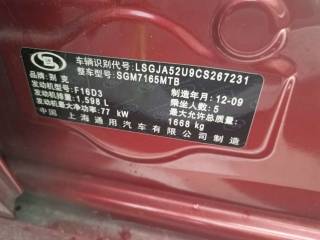 车辆识别代号: LSGJA52U9CS267231
整车型号: SGM7165MTB
品牌: 别克 制造年月: 12-09
发动机型号: F16D3 乘坐人数: 5
发动机排量: 1.598 L 最大允许总质量:
发动机最大净功率: 77 kW 1668 kg
中国 上海通用汽车有限公司制造